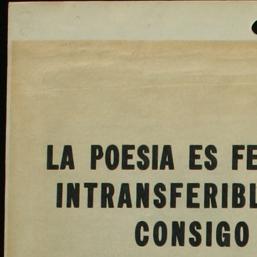 LA POESIA ES FE
INTRANSFERIBL
CONSIGO